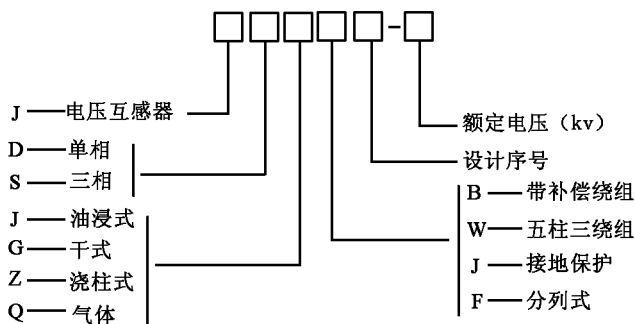 J 电压互感器
D 单相
S 三相
J 油浸式
G 干式
Z 浇柱式
Q 气体
额定电压（kv）
设计序号
B 带补偿绕组
W 五柱三绕组
J 接地保护
F 分列式